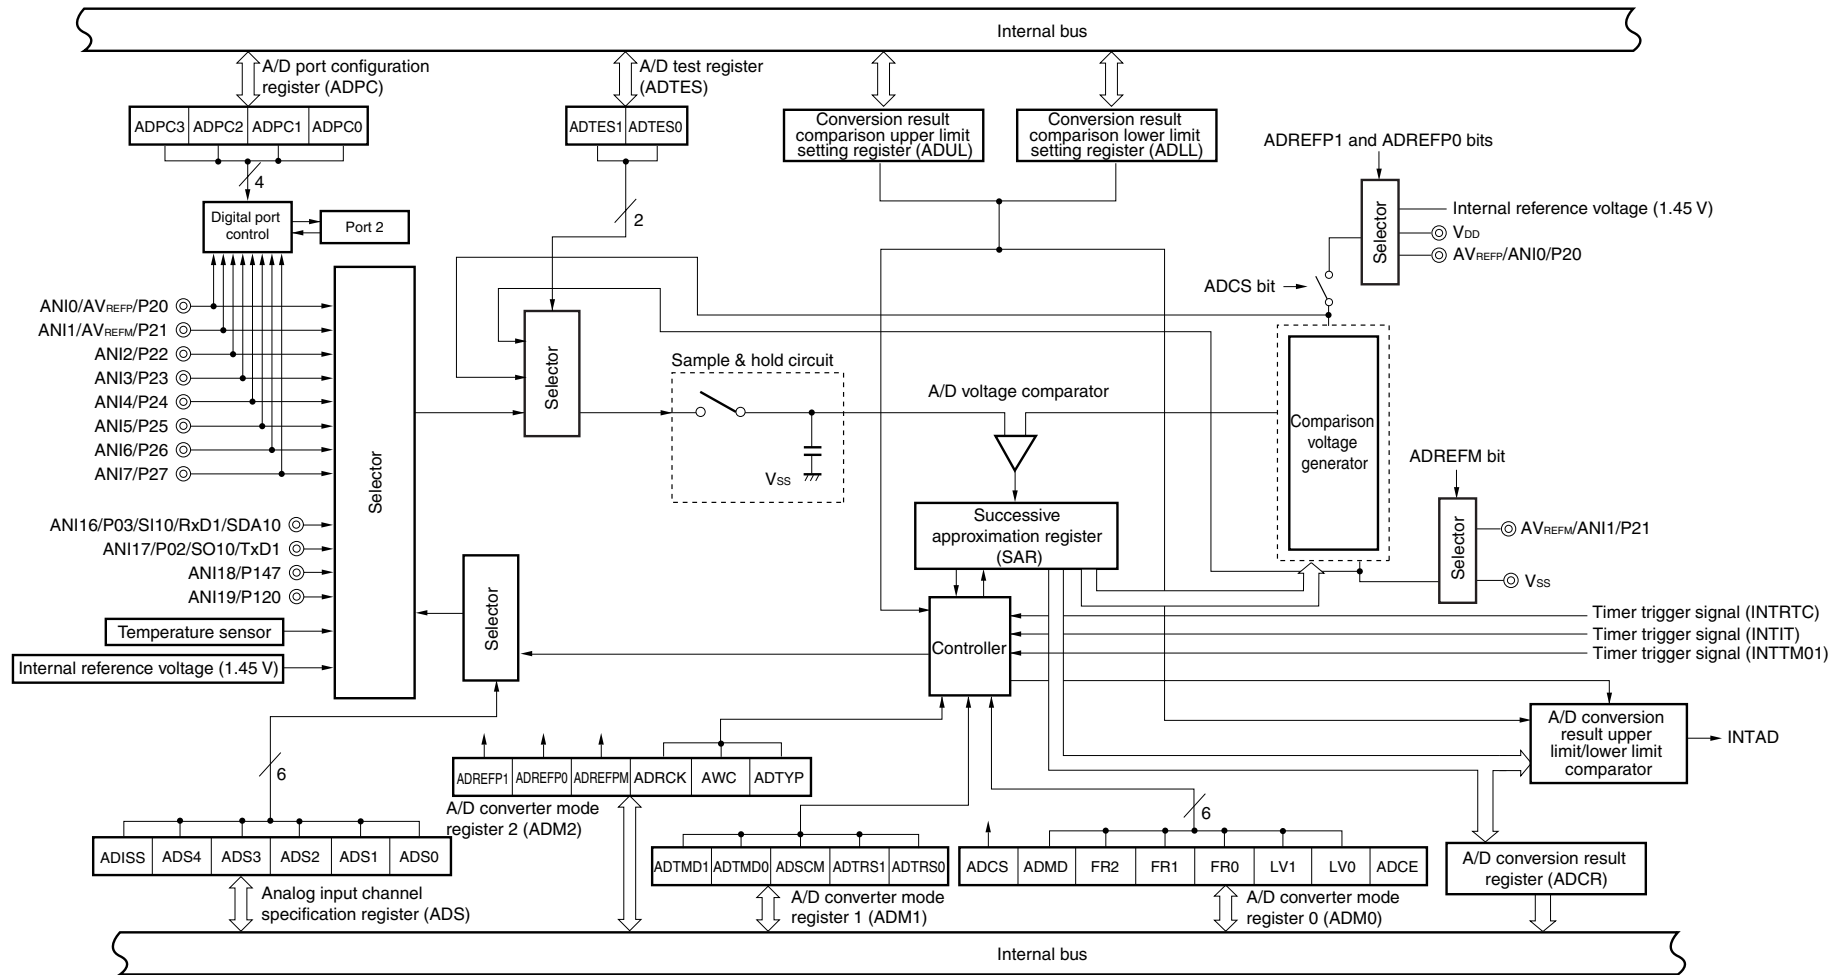 Internal bus
A/D port configuration
register (ADPC)
A/D test register
(ADTES)
ADPC3 ADPC2 ADPC1 ADPC0
ADTES1 ADTES0
Conversion result
comparison upper limit
setting register (ADUL)
Conversion result
comparison lower limit
setting register (ADLL)
ADREFP1 and ADREFP0 bits
4
2
Digital port
control
Port 2
Selector
Internal reference voltage (1.45 V)
VDD
AVREFP/ANI0/P20
ADCS bit
ANI0/AVREFP/P20
ANI1/AVREFM/P21
ANI2/P22
ANI3/P23
ANI4/P24
ANI5/P25
ANI6/P26
ANI7/P27
Selector
Selector
Sample & hold circuit
VSS
A/D voltage comparator
Comparison
voltage
generator
ADREFM bit
Selector
AVREFM/ANI1/P21
VSS
ANI16/P03/SI10/RxD1/SDA10
ANI17/P02/SO10/TxD1
ANI18/P147
ANI19/P120
Temperature sensor
Internal reference voltage (1.45 V)
Successive
approximation register
(SAR)
Selector
Controller
Timer trigger signal (INTRTC)
Timer trigger signal (INTIT)
Timer trigger signal (INTTM01)
A/D conversion
result upper
limit/lower limit
comparator
INTAD
6
ADREFP1 ADREFP0 ADREFPM ADRCK AWC ADTYP
A/D converter mode
register 2 (ADM2)
6
ADISS ADS4 ADS3 ADS2 ADS1 ADS0
Analog input channel
specification register (ADS)
ADTMD1 ADTMD0 ADSCM ADTRS1 ADTRS0
A/D converter mode
register 1 (ADM1)
ADCS ADMD FR2 FR1 FR0 LV1 LV0 ADCE
A/D converter mode
register 0 (ADM0)
A/D conversion result
register (ADCR)
Internal bus